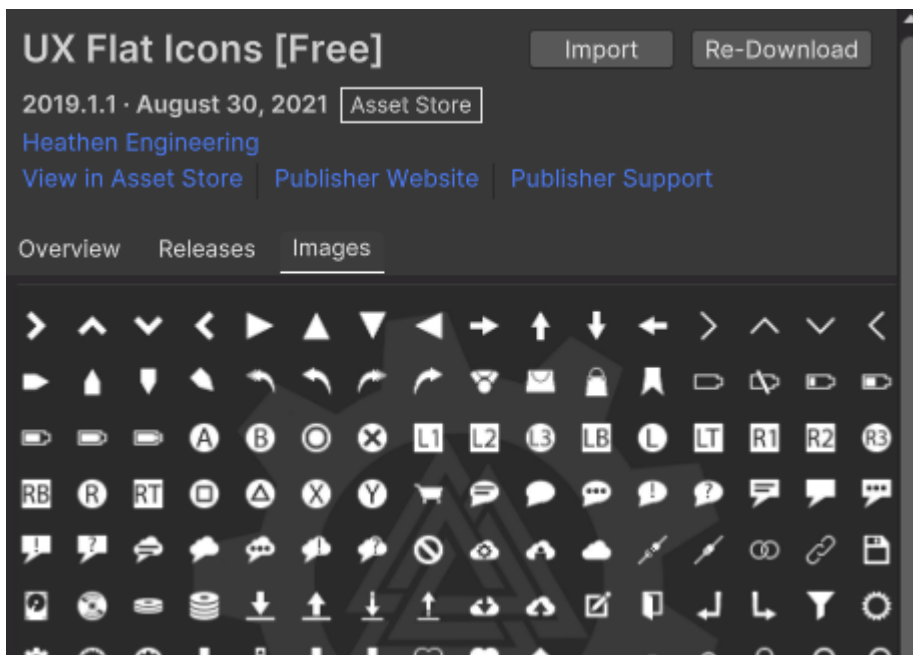 UX Flat Icons [Free]
Import
Re-Download
2019.1.1 · August 30, 2021
Asset Store
Heathen Engineering
View in Asset Store
Publisher Website
Publisher Support
Overview
Releases
Images
A B L1 L2 L3 LB L LT R1 R2 R3
RB R RT X Y ! ?
! ? ! ?